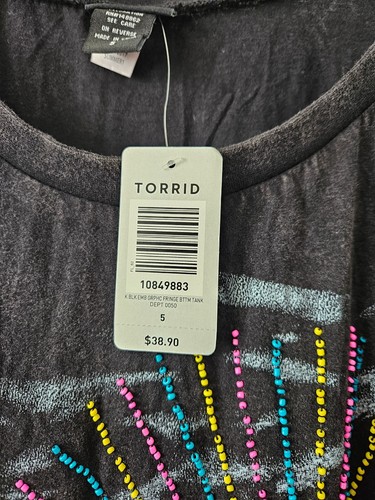 SEE CARE
ON REVERSE
MADE IN
TORRID
10849883
K BLK EMB GRPHC FRINGE BTTM TANK
DEPT 0050
5
$38.90